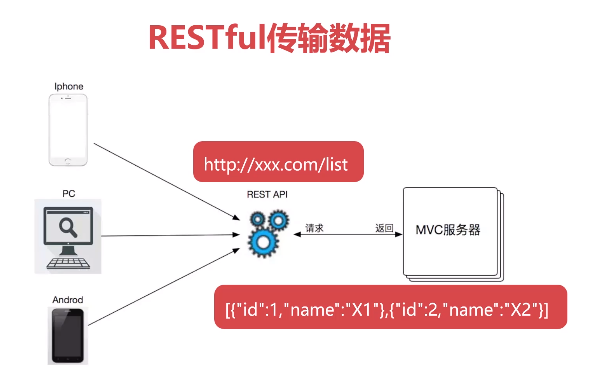 RESTful传输数据
Iphone
http://xxx.com/list
PC
REST API
请求
返回
MVC服务器
Androd
[{"id":1,"name":"X1"},{"id":2,"name":"X2"}]